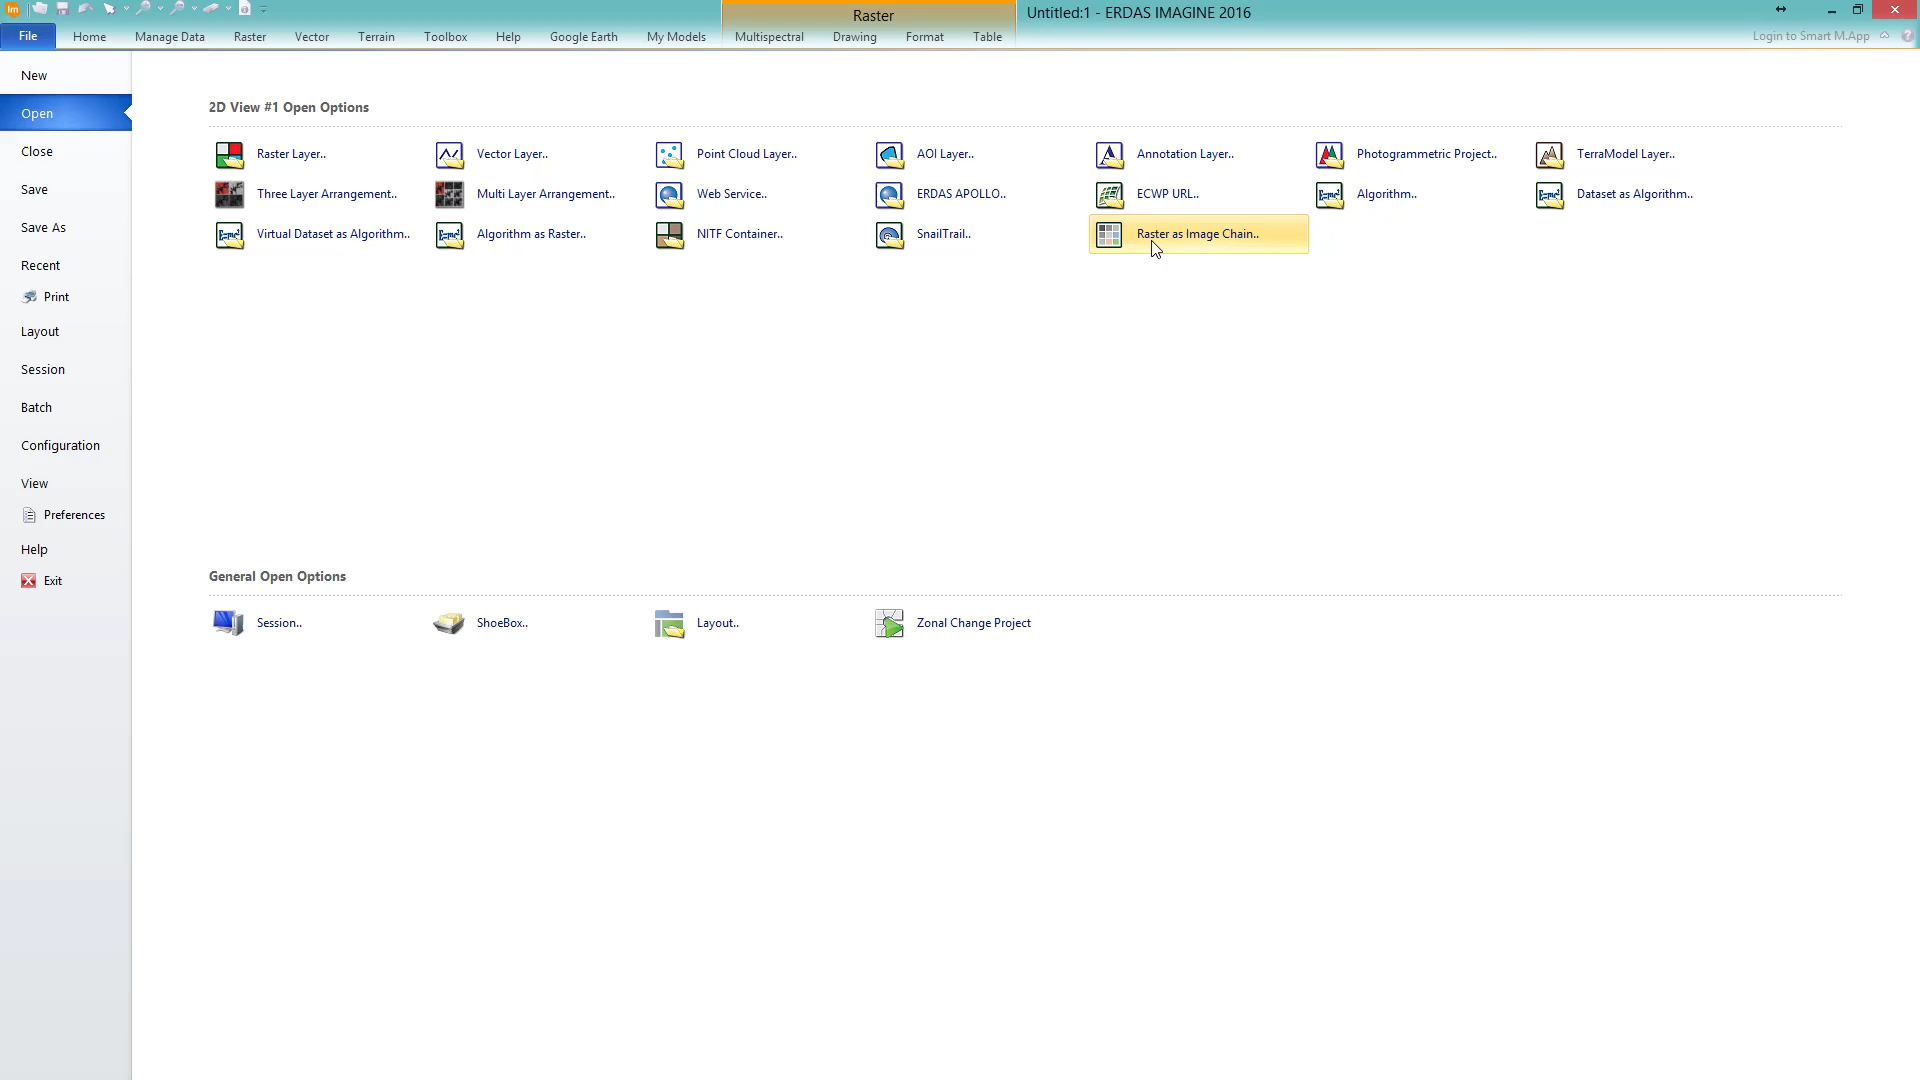 Im
Raster
Untitled:1 - ERDAS IMAGINE 2016
File Home Manage Data Raster Vector Terrain Toolbox Help Google Earth My Models Multispectral Drawing Format Table Login to Smart M.App
New
Open
Close
Save
Save As
Recent
Print
Layout
Session
Batch
Configuration
View
Preferences
Help
Exit
2D View #1 Open Options
Raster Layer.. Vector Layer.. Point Cloud Layer.. AOI Layer.. Annotation Layer.. Photogrammetric Project.. TerraModel Layer..
Three Layer Arrangement.. Multi Layer Arrangement.. Web Service.. ERDAS APOLLO.. ECWP URL.. Algorithm.. Dataset as Algorithm..
Virtual Dataset as Algorithm.. Algorithm as Raster.. NITF Container.. SnailTrail.. Raster as Image Chain..
General Open Options
Session.. ShoeBox.. Layout.. Zonal Change Project